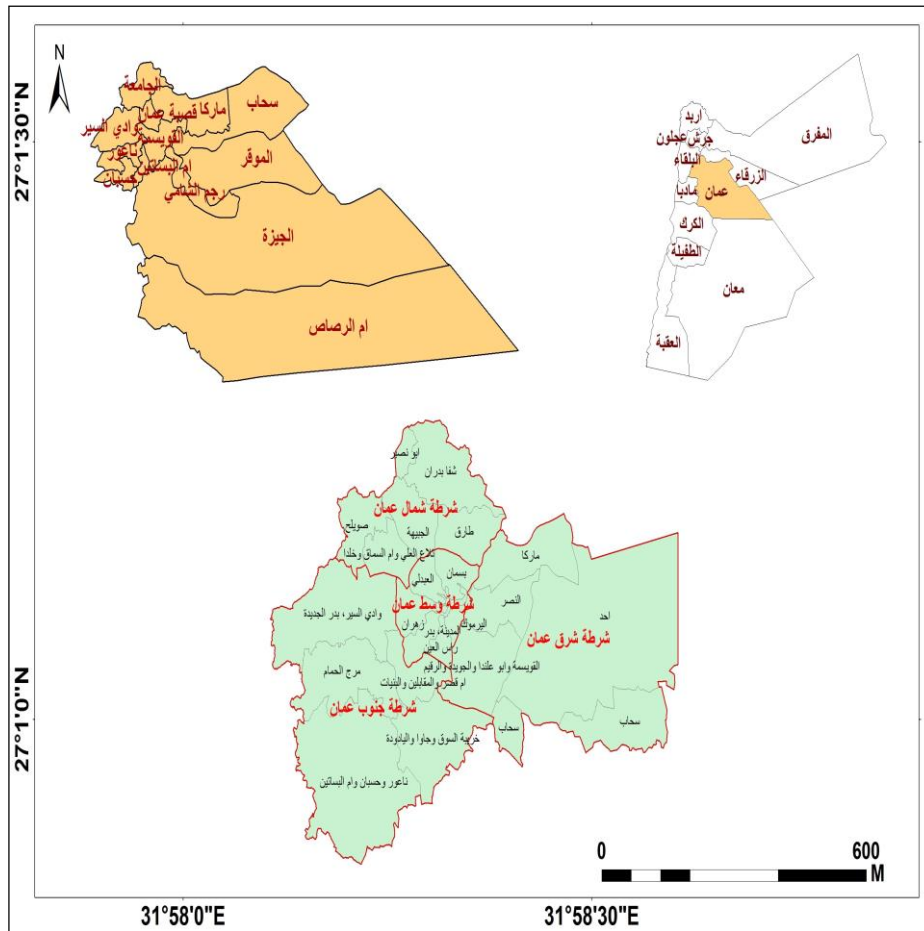 N
27°1'30"N
الجامعة
سحاب
ماركا
قصبة عمان
وادي السير
القويسمة
ناعور
ام البساتين
حسبان
الموقر
رجم الشامي
الجيزة
ام الرصاص
اربد
المفرق
جرش
عجلون
البلقاء
الزرقاء
عمان
مادبا
الكرك
الطفيلة
معان
العقبة
ابو نصير
شفا بدران
شرطة شمال عمان
صويلح
الجبيهة
طارق
تلاع العلي وام السماق وخلدا
ماركا
بسمان
العبدلي
النصر
وادي السير، بدر الجديدة
شرطة وسط عمان
احد
زهران
المدينة، بدر
اليرموك
شرطة شرق عمان
راس العين
القويسمة وابو علندا والجويدة والرقيم
مرج الحمام
ام قصير والمقابلين والبنيات
شرطة جنوب عمان
سحاب
سحاب
خريبة السوق وجاوا واليادودة
ناعور وحسبان وام البساتين
27°1'0"N
0
600
M
31°58'0"E
31°58'30"E